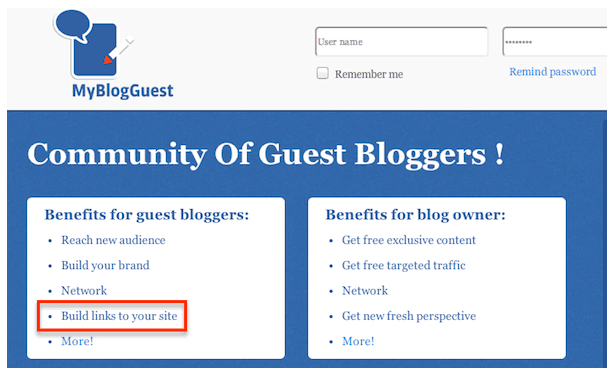 User name
••••••••
Remember me
Remind password
MyBlogGuest
Community Of Guest Bloggers !
Benefits for guest bloggers:
• Reach new audience
• Build your brand
• Network
• Build links to your site
• More!
Benefits for blog owner:
• Get free exclusive content
• Get free targeted traffic
• Network
• Get new fresh perspective
• More!